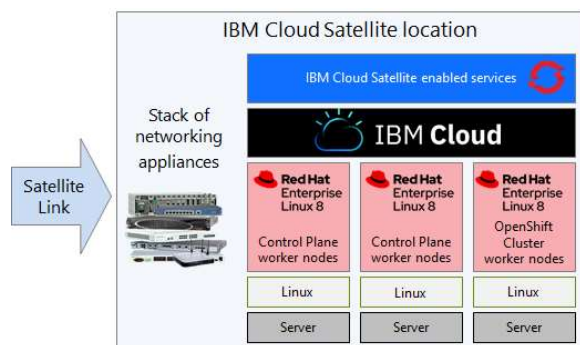 IBM Cloud Satellite location
IBM Cloud Satellite enabled services
Stack of
networking
appliances
IBM Cloud
Satellite
Link
Red Hat
Enterprise
Linux 8
Control Plane
worker nodes
Red Hat
Enterprise
Linux 8
Control Plane
worker nodes
Red Hat
Enterprise
Linux 8
OpenShift
Cluster
worker nodes
Linux
Linux
Linux
Server
Server
Server